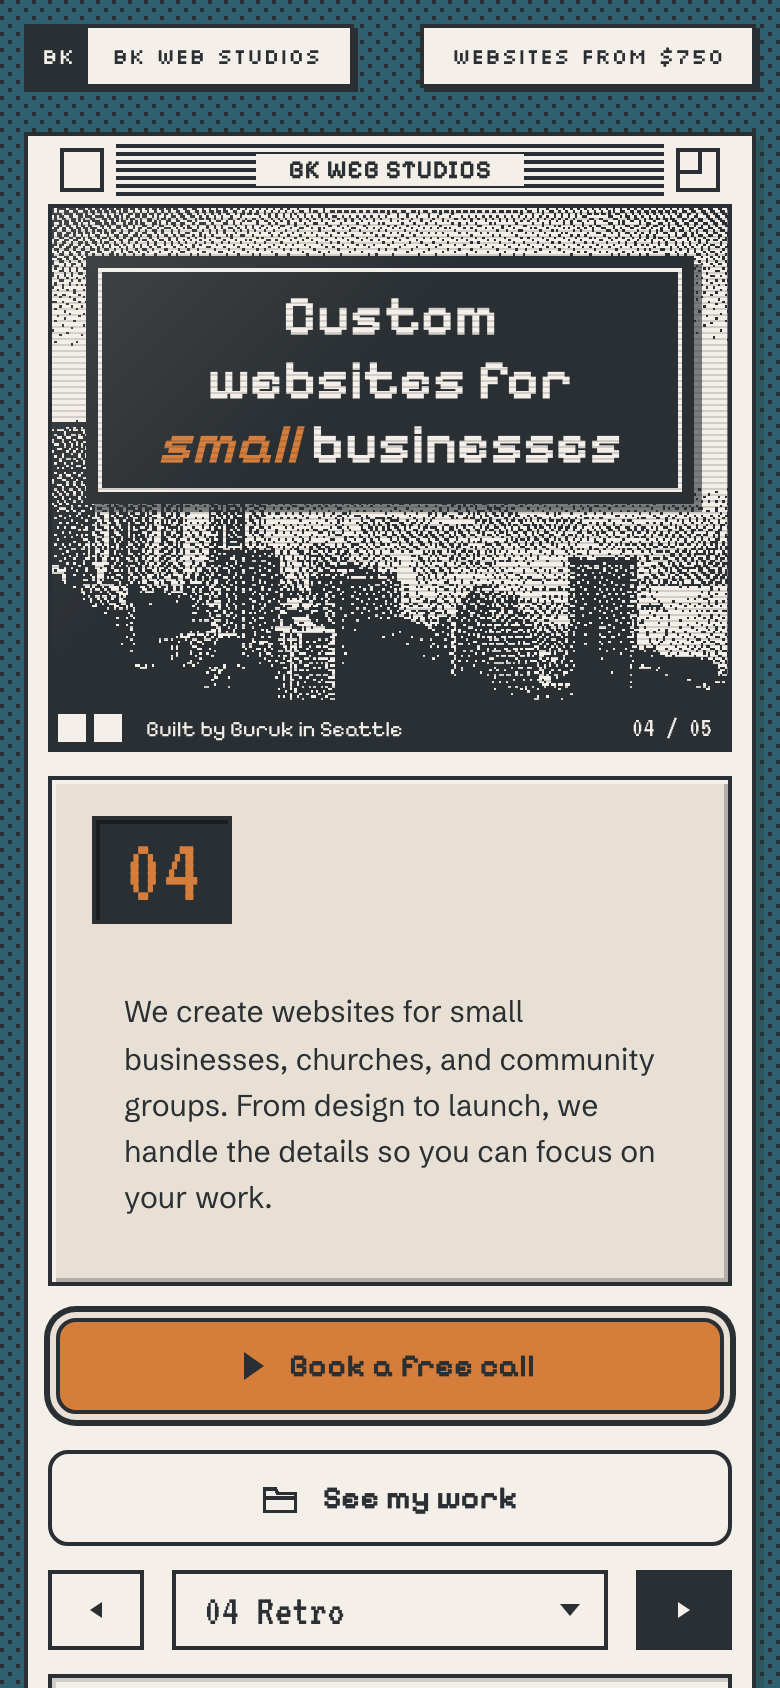 BK
BK WEB STUDIOS
WEBSITES FROM $750
BK WEB STUDIOS
Custom
websites for
small businesses
Built by Buruk in Seattle
04 / 05
04
We create websites for small
businesses, churches, and community
groups. From design to launch, we
handle the details so you can focus on
your work.
Book a free call
See my work
04 Retro